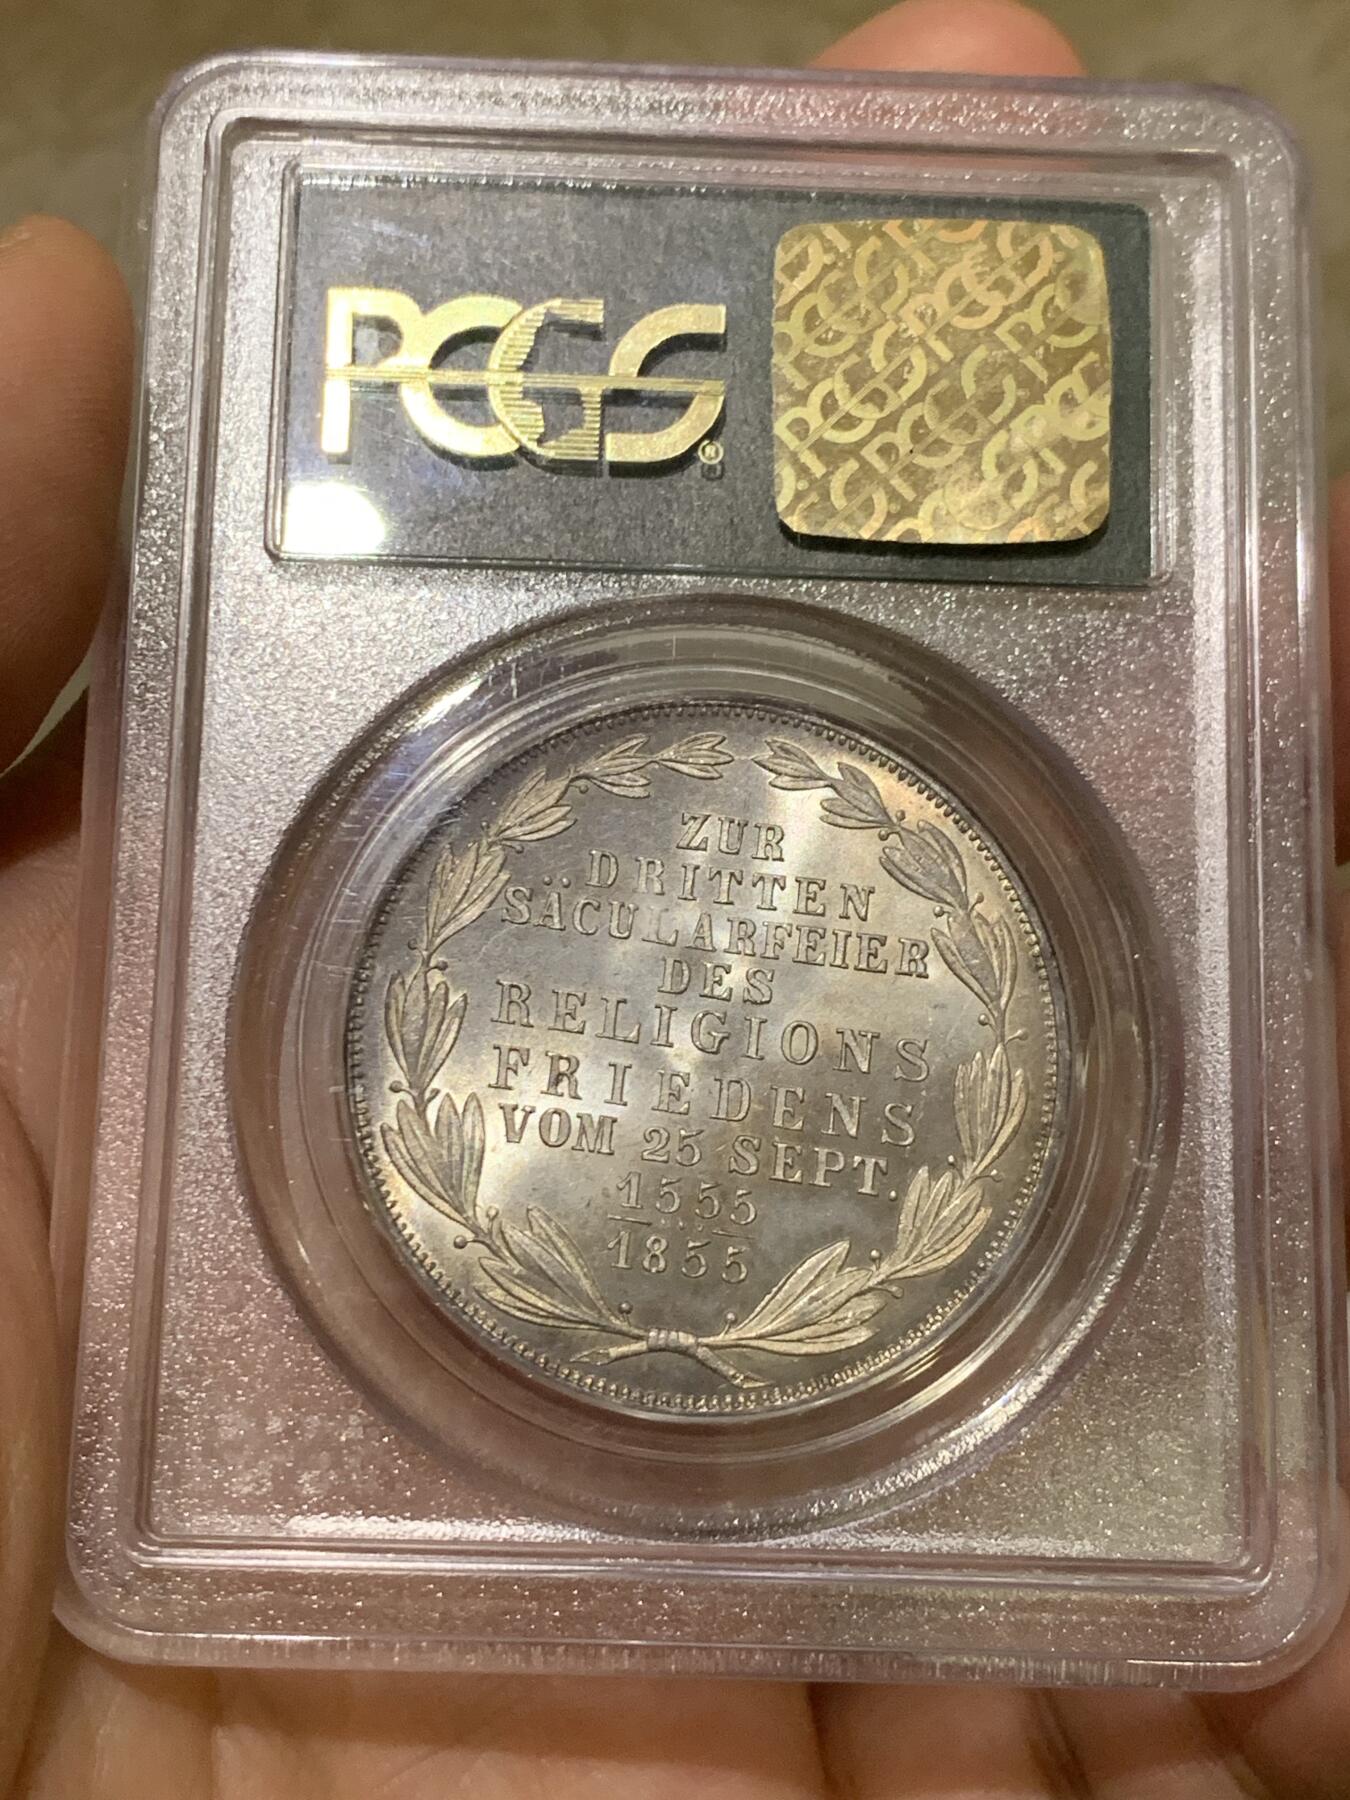 PCGS®
ZUR
DRITTEN
SÄCULARFEIER
DES
RELIGIONS
FRIEDENS
VOM 25 SEPT.
1555
1855